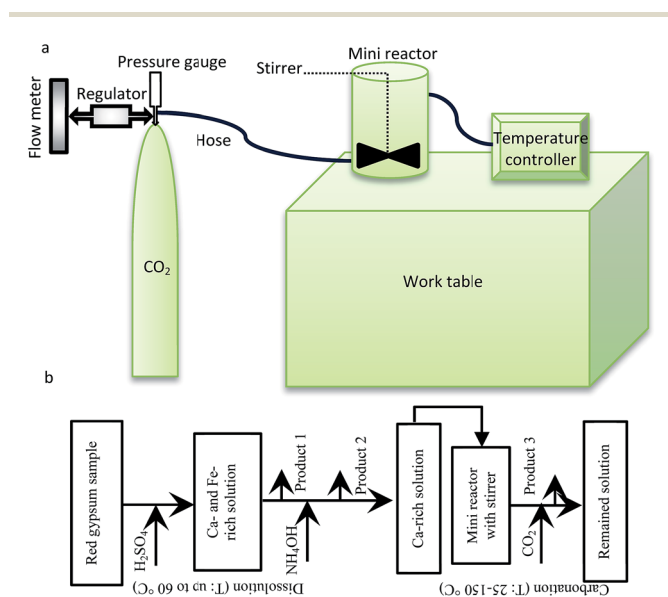 a
Pressure gauge
Mini reactor
Stirrer
Flow meter
Regulator
Hose
Temperature
controller
CO₂
Work table
b
Red gypsum sample
H₂SO₄
Ca- and Fe-
rich solution
Product 1
NH₄OH
Product 2
Ca-rich solution
Mini reactor
with stirrer
Product 3
CO₂
Remained solution
Dissolution (T: up to 60 °C)
Carbonation (T: 25-150 °C)